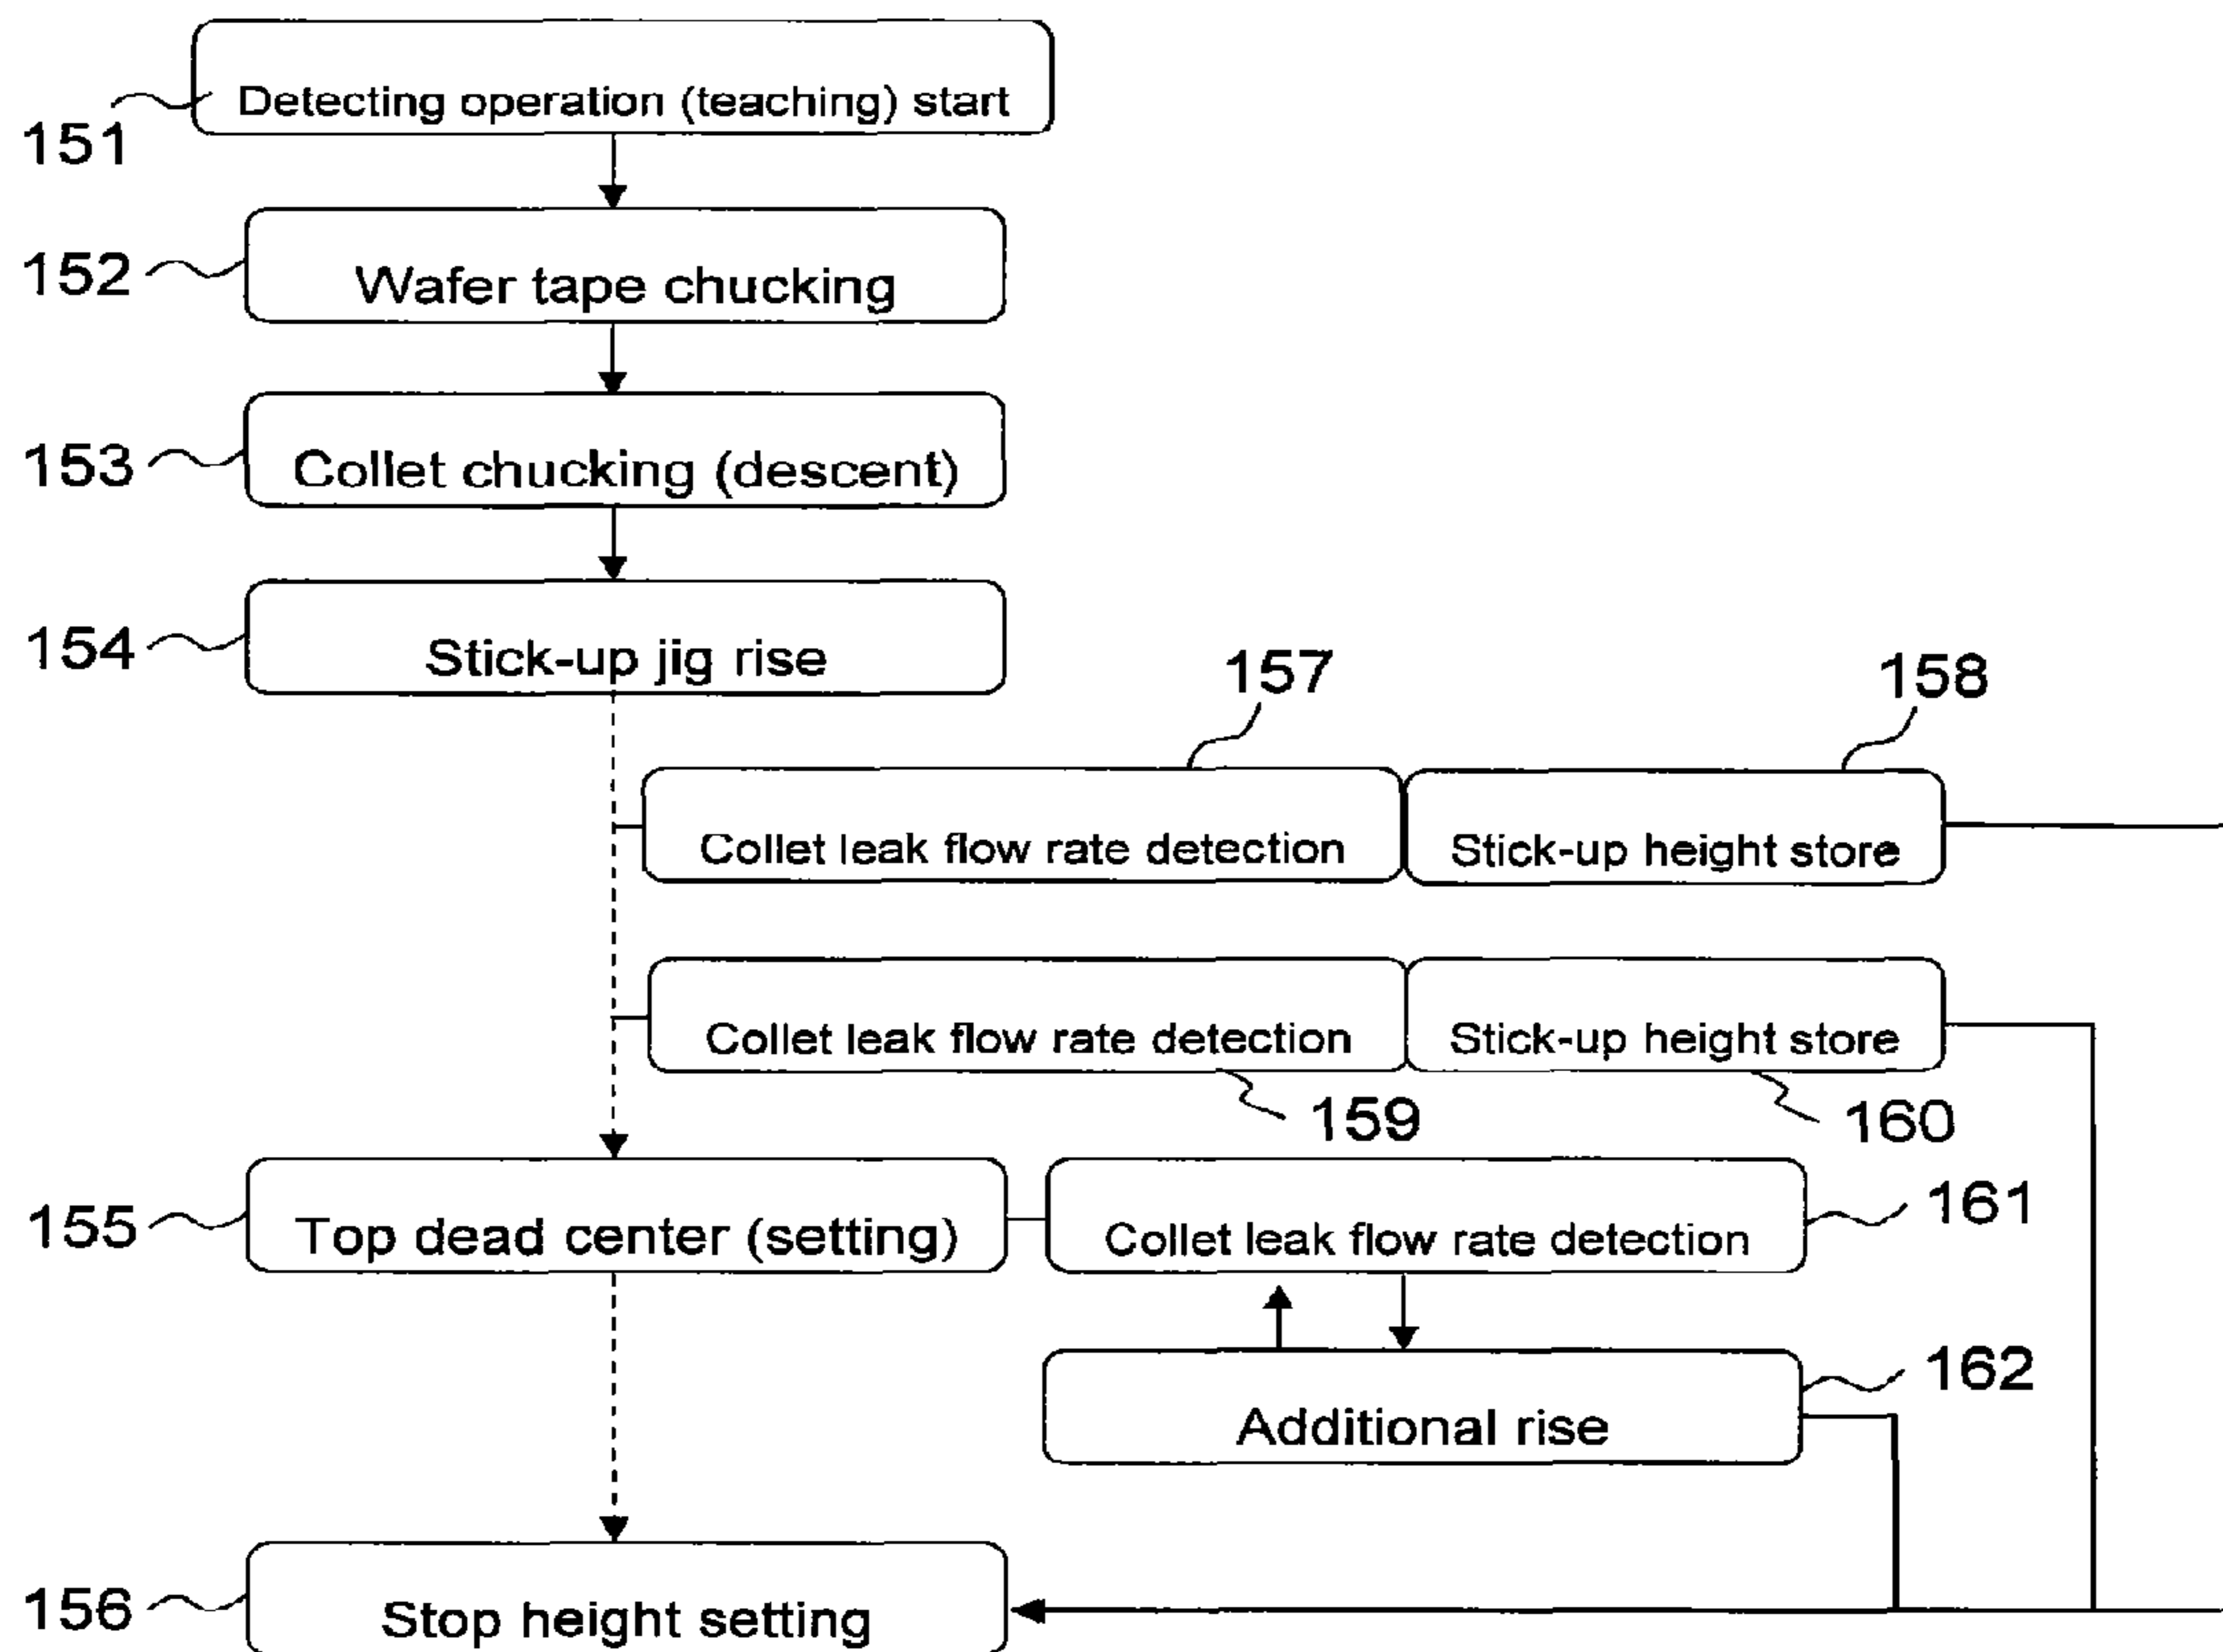 Detecting operation (teaching) start
151
Wafer tape chucking
152
Collet chucking (descent)
153
Stick-up jig rise
154
157
158
Collet leak flow rate detection
Stick-up height store
Collet leak flow rate detection
Stick-up height store
159
160
Top dead center (setting)
155
Collet leak flow rate detection
161
Additional rise
162
Stop height setting
156